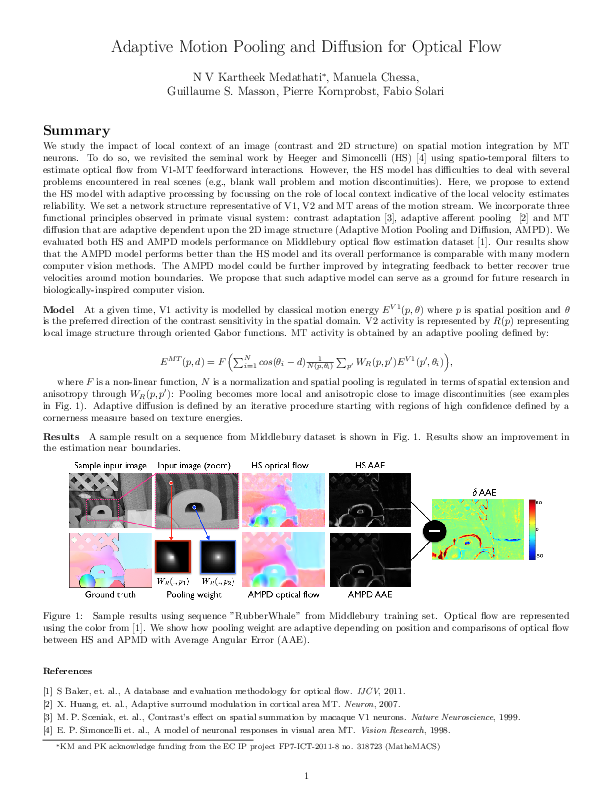 Adaptive Motion Pooling and Diffusion for Optical Flow
N V Kartheek Medathati*, Manuela Chessa,
Guillaume S. Masson, Pierre Kornprobst, Fabio Solari
Summary
We study the impact of local context of an image (contrast and 2D structure) on spatial motion integration by MT
neurons. To do so, we revisited the seminal work by Heeger and Simoncelli (HS) [4] using spatio-temporal filters to
estimate optical flow from V1-MT feedforward interactions. However, the HS model has difficulties to deal with several
problems encountered in real scenes (e.g., blank wall problem and motion discontinuities). Here, we propose to extend
the HS model with adaptive processing by focussing on the role of local context indicative of the local velocity estimates
reliability. We set a network structure representative of V1, V2 and MT areas of the motion stream. We incorporate three
functional principles observed in primate visual system: contrast adaptation [3], adaptive afferent pooling [2] and MT
diffusion that are adaptive dependent upon the 2D image structure (Adaptive Motion Pooling and Diffusion, AMPD). We
evaluated both HS and AMPD models performance on Middlebury optical flow estimation dataset [1]. Our results show
that the AMPD model performs better than the HS model and its overall performance is comparable with many modern
computer vision methods. The AMPD model could be further improved by integrating feedback to better recover true
velocities around motion boundaries. We propose that such adaptive model can serve as a ground for future research in
biologically-inspired computer vision.
Model At a given time, V1 activity is modelled by classical motion energy E^{V1}(p, θ) where p is spatial position and θ
is the preferred direction of the contrast sensitivity in the spatial domain. V2 activity is represented by R(p) representing
local image structure through oriented Gabor functions. MT activity is obtained by an adaptive pooling defined by:
E^{MT}(p, d) = F ( ∑_{i=1}^{N} cos(θ_i − d) \frac{1}{N(p,θ_i)} ∑_{p'} W_R(p, p')E^{V1}(p', θ_i) ),
where F is a non-linear function, N is a normalization and spatial pooling is regulated in terms of spatial extension and
anisotropy through W_R(p, p'): Pooling becomes more local and anisotropic close to image discontinuities (see examples
in Fig. 1). Adaptive diffusion is defined by an iterative procedure starting with regions of high confidence defined by a
cornerness measure based on texture energies.
Results A sample result on a sequence from Middlebury dataset is shown in Fig. 1. Results show an improvement in
the estimation near boundaries.
Sample input image Input image (zoom) HS optical flow HS AAE
δ AAE
50
0
-50
W_R(., p_1) W_R(., p_2)
Ground truth Pooling weight AMPD optical flow AMPD AAE
Figure 1: Sample results using sequence "RubberWhale" from Middlebury training set. Optical flow are represented
using the color from [1]. We show how pooling weight are adaptive depending on position and comparisons of optical flow
between HS and APMD with Average Angular Error (AAE).
References
[1] S Baker, et. al., A database and evaluation methodology for optical flow. IJCV, 2011.
[2] X. Huang, et. al., Adaptive surround modulation in cortical area MT. Neuron, 2007.
[3] M. P. Sceniak, et. al., Contrast's effect on spatial summation by macaque V1 neurons. Nature Neuroscience, 1999.
[4] E. P. Simoncelli et. al., A model of neuronal responses in visual area MT. Vision Research, 1998.
*KM and PK acknowledge funding from the EC IP project FP7-ICT-2011-8 no. 318723 (MatheMACS)
1